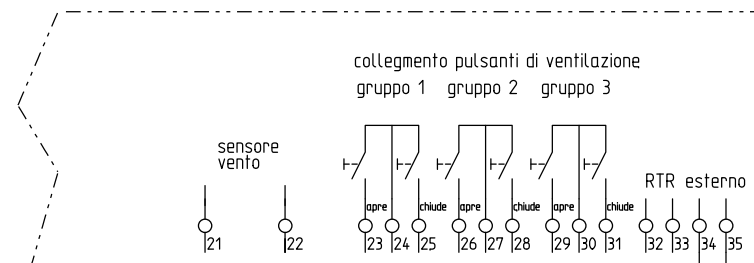 collegmento pulsanti di ventilazione
gruppo 1 gruppo 2 gruppo 3
sensore
vento
RTR esterno
apre chiude apre chiude apre chiude
21 22 23 24 25 26 27 28 29 30 31 32 33 34 35